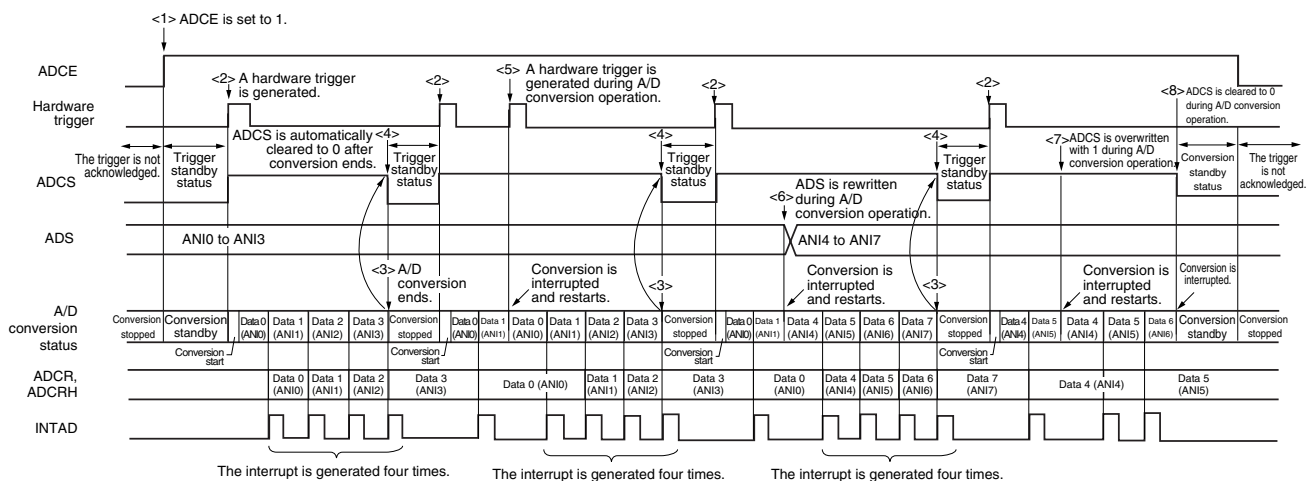 <1> ADCE is set to 1.
ADCE
<2> A hardware trigger
is generated.
<2>
<5> A hardware trigger is
generated during A/D
conversion operation.
<2>
<2>
<8> ADCS is cleared to 0
during A/D conversion
operation.
Hardware
trigger
The trigger is not
acknowledged.
Trigger
standby
status
ADCS is automatically
cleared to 0 after
conversion ends.
<4>
Trigger
standby
status
<4>
Trigger
standby
status
<4>
Trigger
standby
status
<7> ADCS is overwritten
with 1 during A/D
conversion operation.
Conversion
standby
status
The trigger
is not
acknowledged.
ADCS
<6> ADS is rewritten
during A/D
conversion operation.
ADS
ANI0 to ANI3
ANI4 to ANI7
<3> A/D
conversion
ends.
Conversion is
interrupted
and restarts.
<3>
Conversion is
interrupted
and restarts.
<3>
Conversion is
interrupted
and restarts.
Conversion is
interrupted.
A/D
conversion
status
Conversion
stopped
Conversion
standby
Data 0
(ANI0)
Data 1
(ANI1)
Data 2
(ANI2)
Data 3
(ANI3)
Conversion
stopped
Data 0
(ANI0)
Data 1
(ANI1)
Data 0
(ANI0)
Data 1
(ANI1)
Data 2
(ANI2)
Data 3
(ANI3)
Conversion
stopped
Data 0
(ANI0)
Data 1
(ANI1)
Data 4
(ANI4)
Data 5
(ANI5)
Data 6
(ANI6)
Data 7
(ANI7)
Conversion
stopped
Data 4
(ANI4)
Data 5
(ANI5)
Data 4
(ANI4)
Data 5
(ANI5)
Data 6
(ANI6)
Conversion
standby
Conversion
stopped
Conversion
start
Conversion
start
Conversion
start
Conversion
start
ADCR,
ADCRH
Data 0
(ANI0)
Data 1
(ANI1)
Data 2
(ANI2)
Data 3
(ANI3)
Data 0 (ANI0)
Data 1
(ANI1)
Data 2
(ANI2)
Data 3
(ANI3)
Data 0
(ANI0)
Data 4
(ANI4)
Data 5
(ANI5)
Data 6
(ANI6)
Data 7
(ANI7)
Data 4 (ANI4)
Data 5
(ANI5)
INTAD
The interrupt is generated four times.
The interrupt is generated four times.
The interrupt is generated four times.